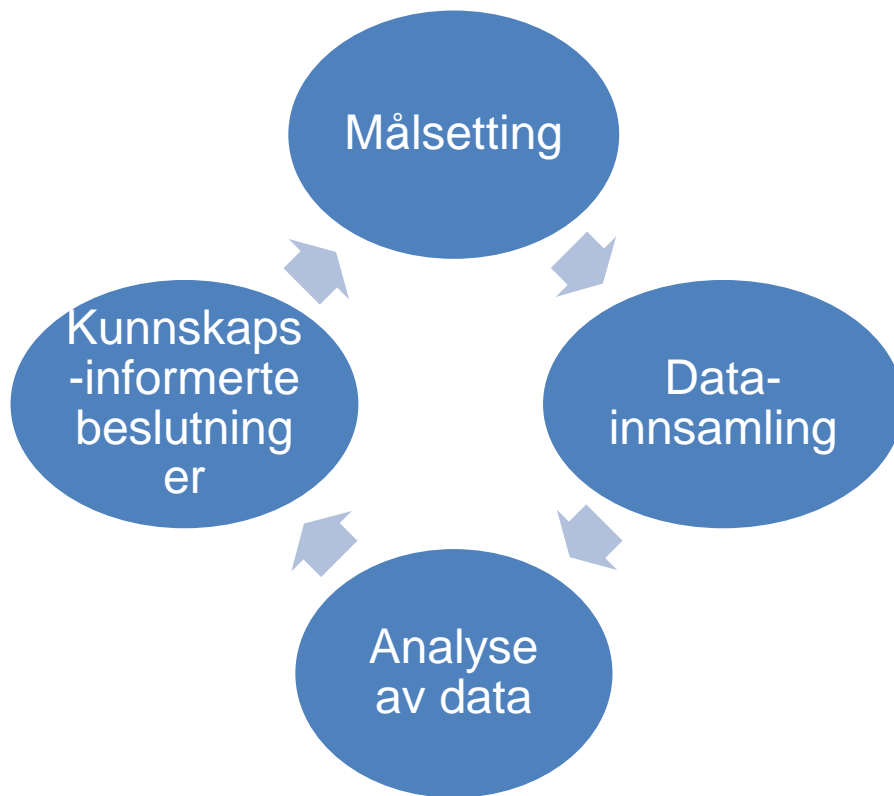 Målsetting
Data-
innsamling
Analyse
av data
Kunnskaps
-informerte
beslutning
er